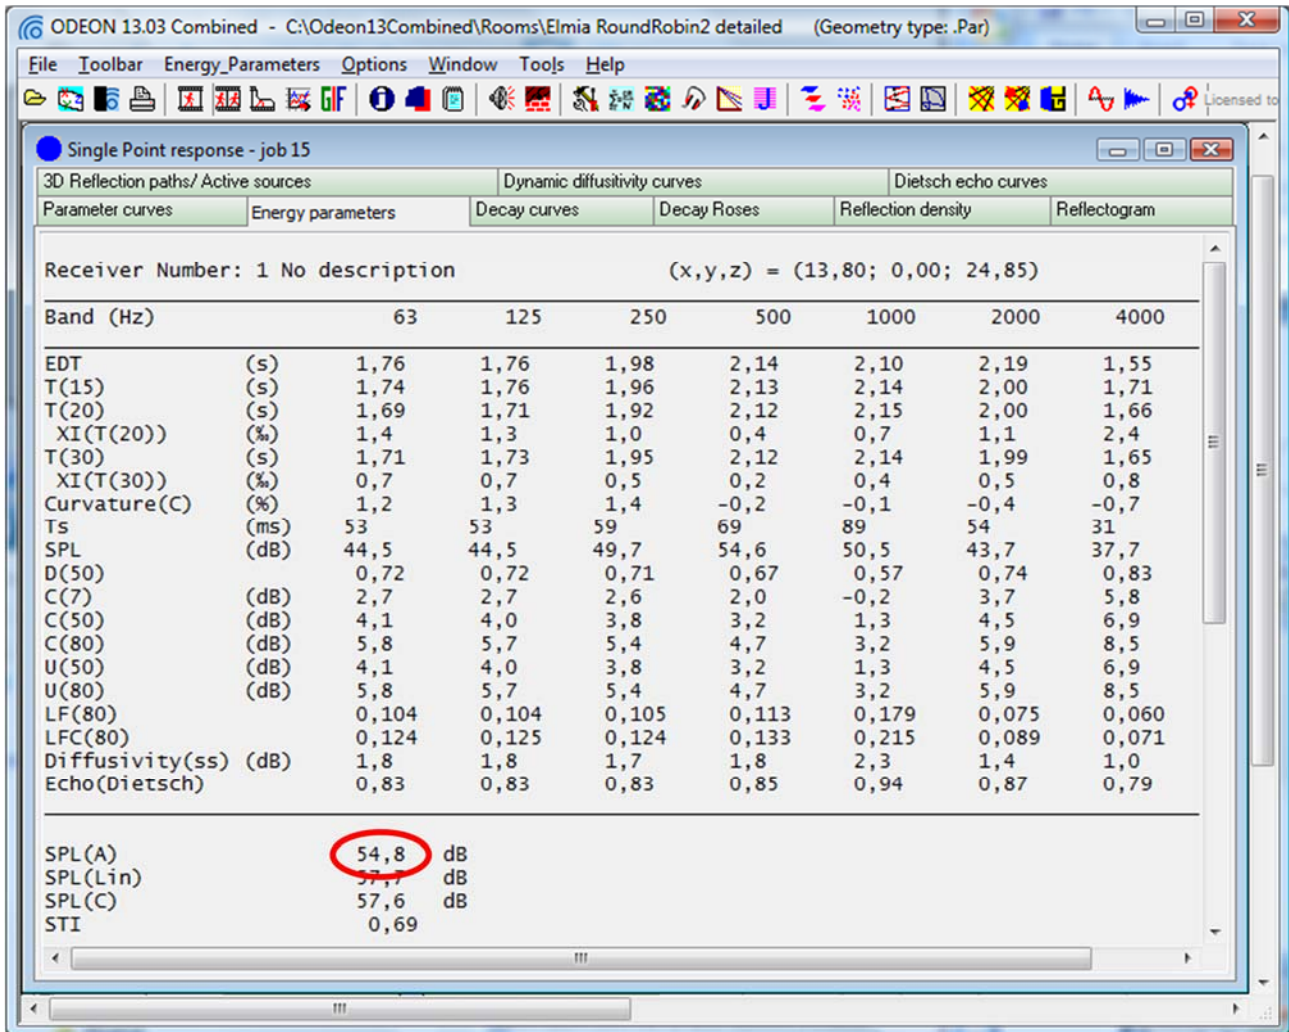 ODEON 13.03 Combined - C:\Odeon13Combined\Rooms\Elmia RoundRobin2 detailed (Geometry type: .Par)
File Toolbar Energy_Parameters Options Window Tools Help
GIF Licensed to
Single Point response - job 15
3D Reflection paths/ Active sources Dynamic diffusitivity curves Dietsch echo curves
Parameter curves Energy parameters Decay curves Decay Roses Reflection density Reflectogram
Receiver Number: 1 No description (x,y,z) = (13,80; 0,00; 24,85)
Band (Hz) 63 125 250 500 1000 2000 4000
EDT (s) 1,76 1,76 1,98 2,14 2,10 2,19 1,55
T(15) (s) 1,74 1,76 1,96 2,13 2,14 2,00 1,71
T(20) (s) 1,69 1,71 1,92 2,12 2,15 2,00 1,66
XI(T(20)) (‰) 1,4 1,3 1,0 0,4 0,7 1,1 2,4
T(30) (s) 1,71 1,73 1,95 2,12 2,14 1,99 1,65
XI(T(30)) (‰) 0,7 0,7 0,5 0,2 0,4 0,5 0,8
Curvature(C) (%) 1,2 1,3 1,4 -0,2 -0,1 -0,4 -0,7
Ts (ms) 53 53 59 69 89 54 31
SPL (dB) 44,5 44,5 49,7 54,6 50,5 43,7 37,7
D(50) 0,72 0,72 0,71 0,67 0,57 0,74 0,83
C(7) (dB) 2,7 2,7 2,6 2,0 -0,2 3,7 5,8
C(50) (dB) 4,1 4,0 3,8 3,2 1,3 4,5 6,9
C(80) (dB) 5,8 5,7 5,4 4,7 3,2 5,9 8,5
U(50) (dB) 4,1 4,0 3,8 3,2 1,3 4,5 6,9
U(80) (dB) 5,8 5,7 5,4 4,7 3,2 5,9 8,5
LF(80) 0,104 0,104 0,105 0,113 0,179 0,075 0,060
LFC(80) 0,124 0,125 0,124 0,133 0,215 0,089 0,071
Diffusivity(ss) (dB) 1,8 1,8 1,7 1,8 2,3 1,4 1,0
Echo(Dietsch) 0,83 0,83 0,83 0,85 0,94 0,87 0,79
SPL(A) 54,8 dB
SPL(Lin) 57,7 dB
SPL(C) 57,6 dB
STI 0,69